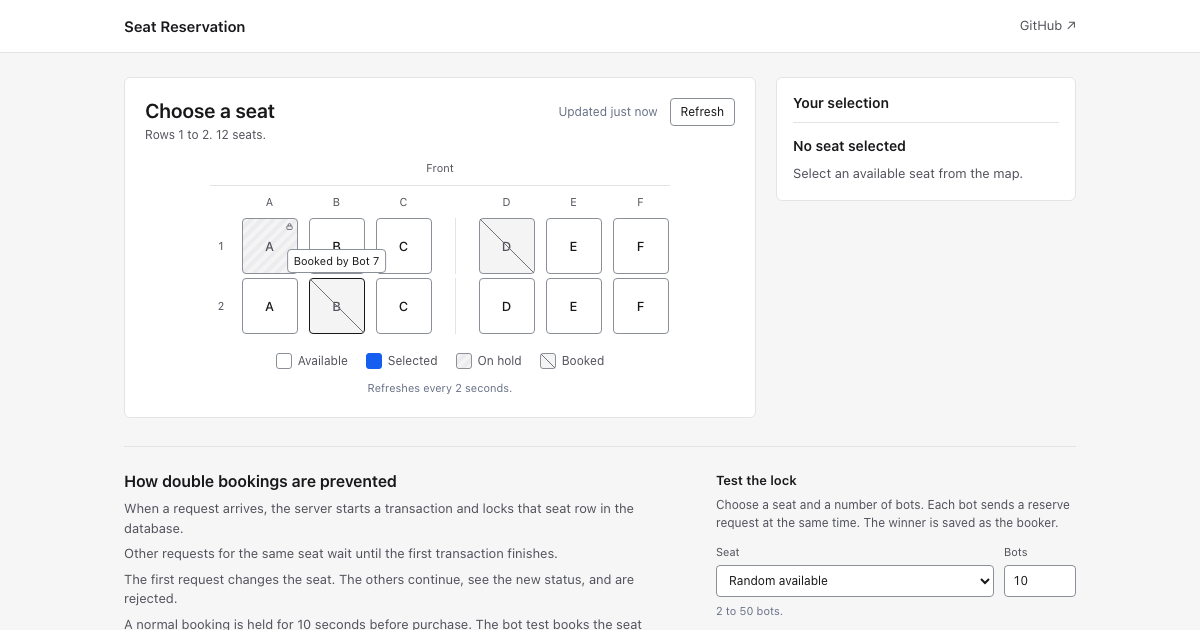 Seat Reservation
GitHub ↗
Choose a seat
Updated just now
Refresh
Rows 1 to 2. 12 seats.
Front
A B C D E F
1 A B C D E F
Booked by Bot 7
2 A B C D E F
Available Selected On hold Booked
Refreshes every 2 seconds.
Your selection
No seat selected
Select an available seat from the map.
How double bookings are prevented
When a request arrives, the server starts a transaction and locks that seat row in the
database.
Other requests for the same seat wait until the first transaction finishes.
The first request changes the seat. The others continue, see the new status, and are
rejected.
A normal booking is held for 10 seconds before purchase. The bot test books the seat
Test the lock
Choose a seat and a number of bots. Each bot sends a reserve
request at the same time. The winner is saved as the booker.
Seat Bots
Random available 10
2 to 50 bots.